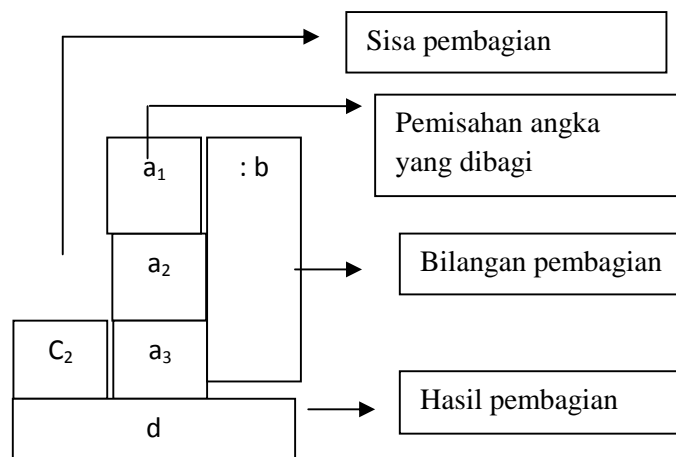 Sisa pembagian
Pemisahan angka
yang dibagi
a₁
: b
a₂
Bilangan pembagian
C₂
a₃
Hasil pembagian
d